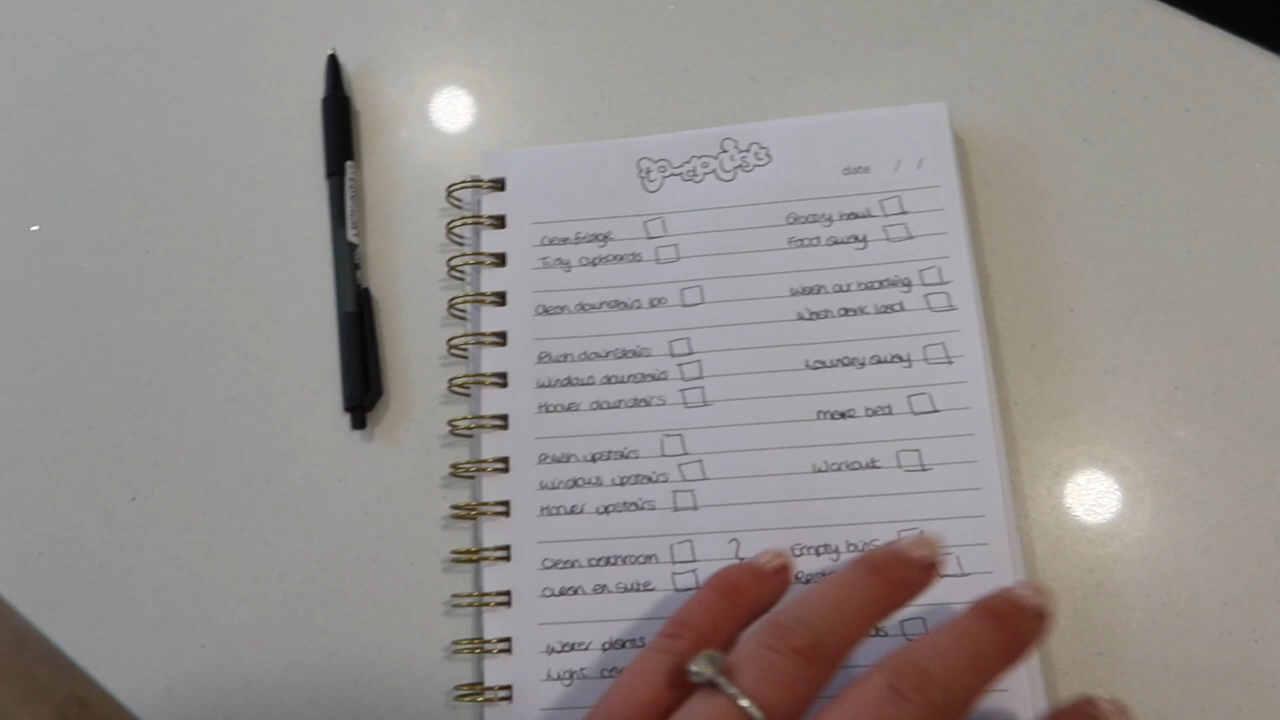 to-do list
date / /
Clean fridge
Tidy cupboards
Clean downstairs loo
Polish downstairs
Windows downstairs
Hoover downstairs
Polish upstairs
Windows upstairs
Hoover upstairs
Clean bathroom
Clean en suite
Water plants
Light
?
Grocery haul
Food away
Wash our bedding
Wash dark load
Laundry away
Make bed
Workout
Empty bins